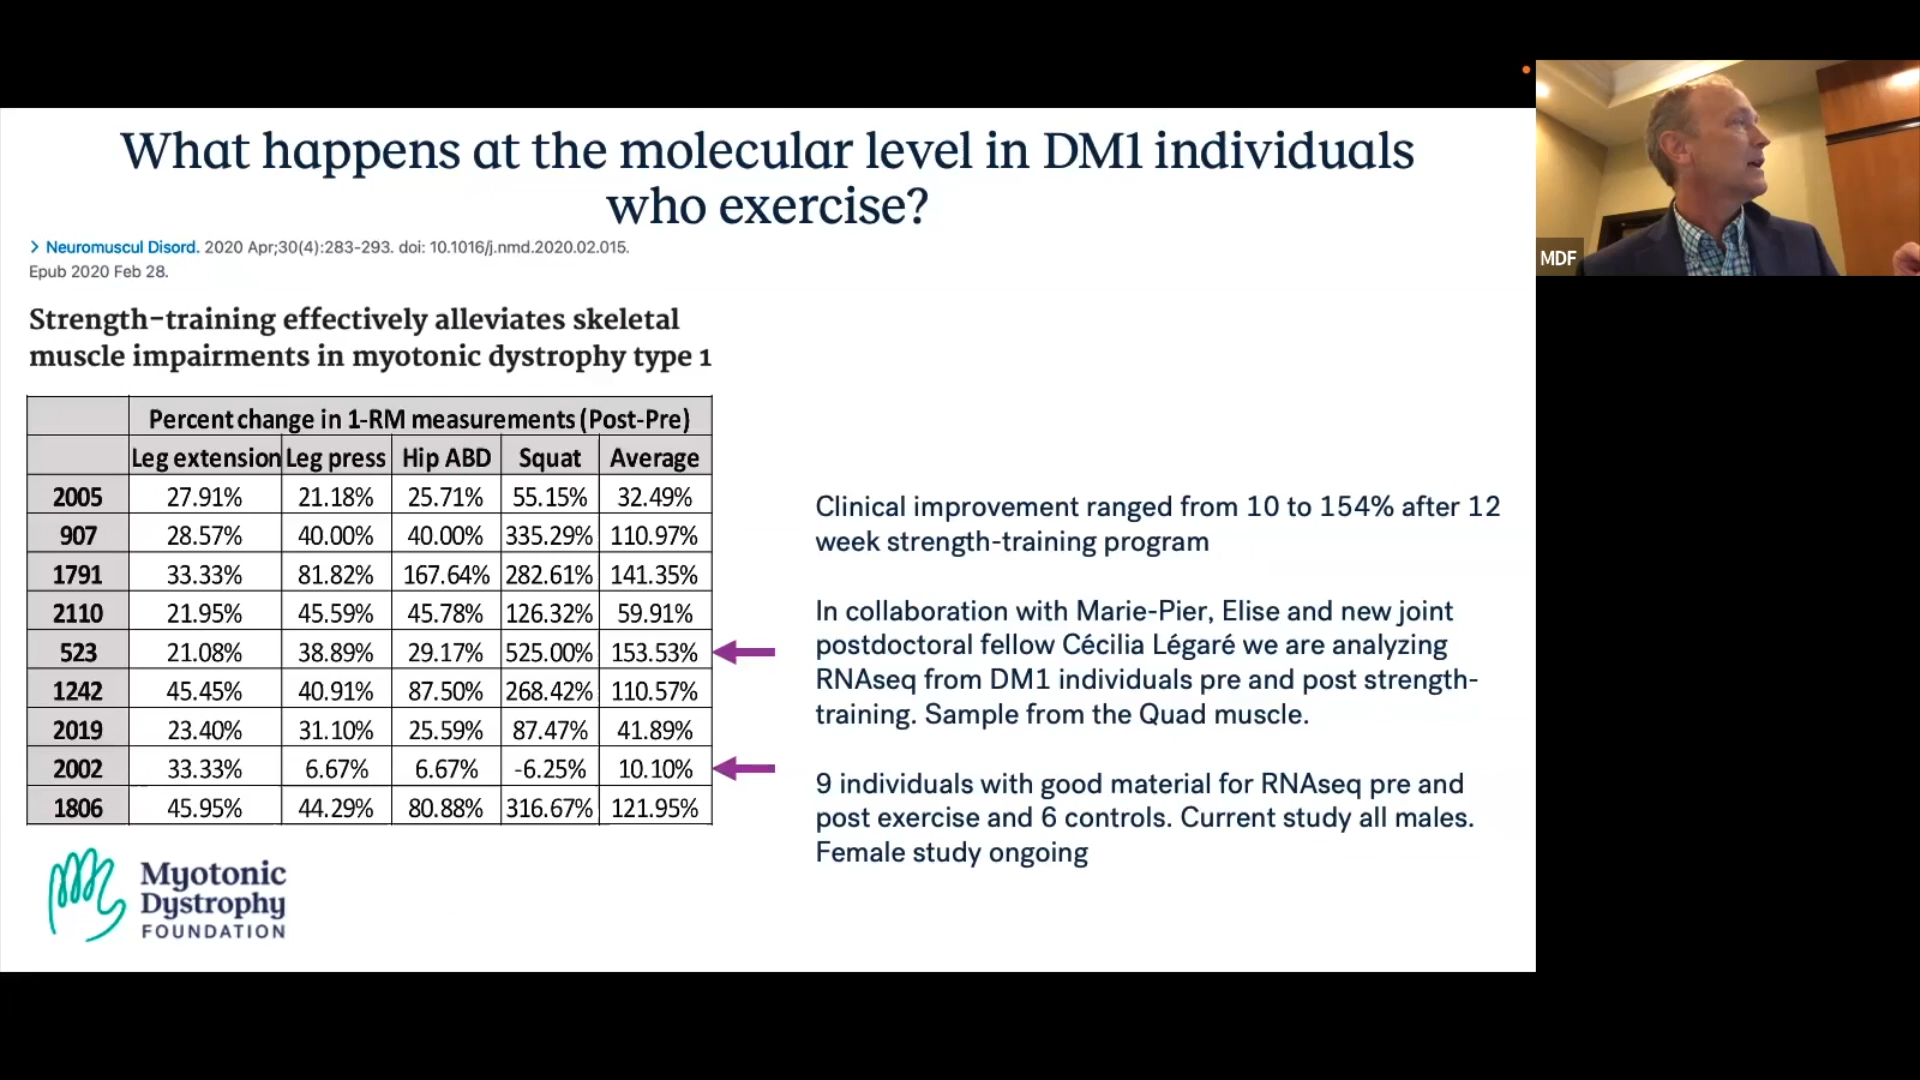 What happens at the molecular level in DM1 individuals
who exercise?
> Neuromuscul Disord. 2020 Apr;30(4):283-293. doi: 10.1016/j.nmd.2020.02.015.
Epub 2020 Feb 28.
Strength-training effectively alleviates skeletal
muscle impairments in myotonic dystrophy type 1
Percent change in 1-RM measurements (Post-Pre)
Leg extension Leg press Hip ABD Squat Average
2005 27.91% 21.18% 25.71% 55.15% 32.49%
907 28.57% 40.00% 40.00% 335.29% 110.97%
1791 33.33% 81.82% 167.64% 282.61% 141.35%
2110 21.95% 45.59% 45.78% 126.32% 59.91%
523 21.08% 38.89% 29.17% 525.00% 153.53%
1242 45.45% 40.91% 87.50% 268.42% 110.57%
2019 23.40% 31.10% 25.59% 87.47% 41.89%
2002 33.33% 6.67% 6.67% -6.25% 10.10%
1806 45.95% 44.29% 80.88% 316.67% 121.95%
Clinical improvement ranged from 10 to 154% after 12
week strength-training program
In collaboration with Marie-Pier, Elise and new joint
postdoctoral fellow Cécilia Légaré we are analyzing
RNAseq from DM1 individuals pre and post strength-
training. Sample from the Quad muscle.
9 individuals with good material for RNAseq pre and
post exercise and 6 controls. Current study all males.
Female study ongoing
Myotonic
Dystrophy
FOUNDATION
MDF